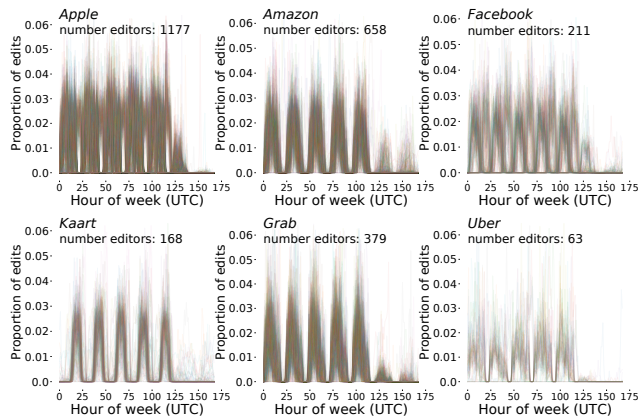 Apple
number editors: 1177
Proportion of edits
0.06
0.05
0.04
0.03
0.02
0.01
0.0
0 25 50 75 100 125 150 175
Hour of week (UTC)
Amazon
number editors: 658
Proportion of edits
0.06
0.05
0.04
0.03
0.02
0.01
0.0
0 25 50 75 100 125 150 175
Hour of week (UTC)
Facebook
number editors: 211
Proportion of edits
0.06
0.05
0.04
0.03
0.02
0.01
0.0
0 25 50 75 100 125 150 175
Hour of week (UTC)
Kaart
number editors: 168
Proportion of edits
0.06
0.05
0.04
0.03
0.02
0.01
0.0
0 25 50 75 100 125 150 175
Hour of week (UTC)
Grab
number editors: 379
Proportion of edits
0.06
0.05
0.04
0.03
0.02
0.01
0.0
0 25 50 75 100 125 150 175
Hour of week (UTC)
Uber
number editors: 63
Proportion of edits
0.06
0.05
0.04
0.03
0.02
0.01
0.0
0 25 50 75 100 125 150 175
Hour of week (UTC)